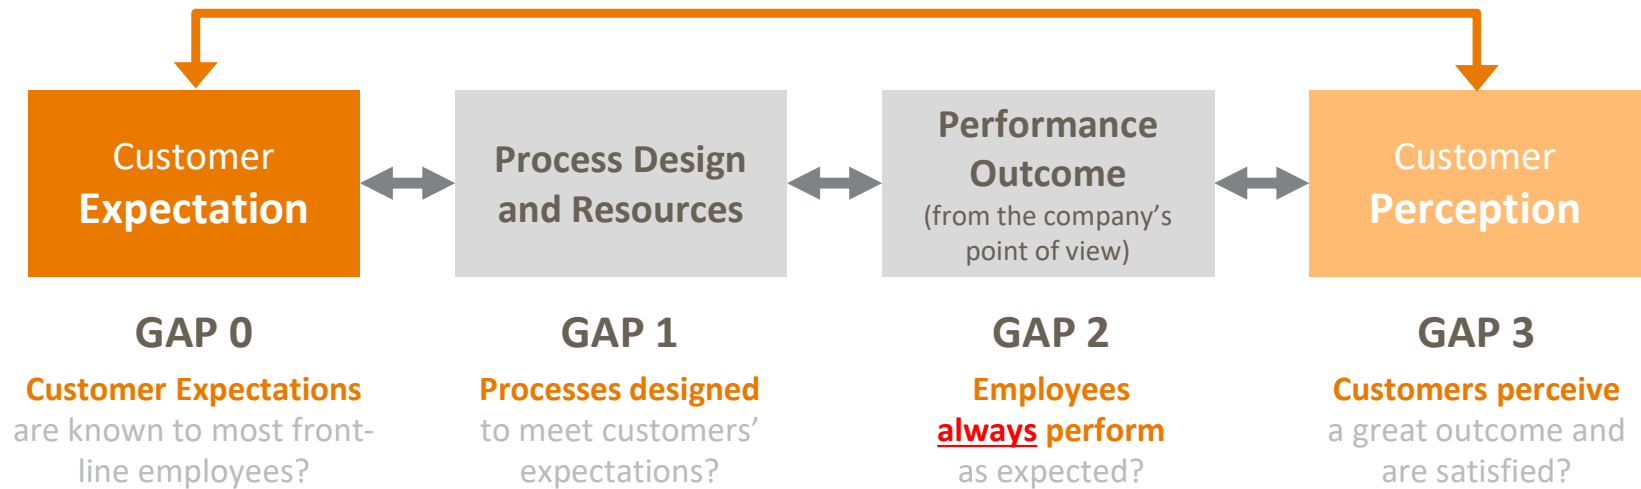 Customer
Expectation
Process Design
and Resources
Performance
Outcome
(from the company’s
point of view)
Customer
Perception
GAP 0
Customer Expectations
are known to most front-
line employees?
GAP 1
Processes designed
to meet customers’
expectations?
GAP 2
Employees
always perform
as expected?
GAP 3
Customers perceive
a great outcome and
are satisfied?